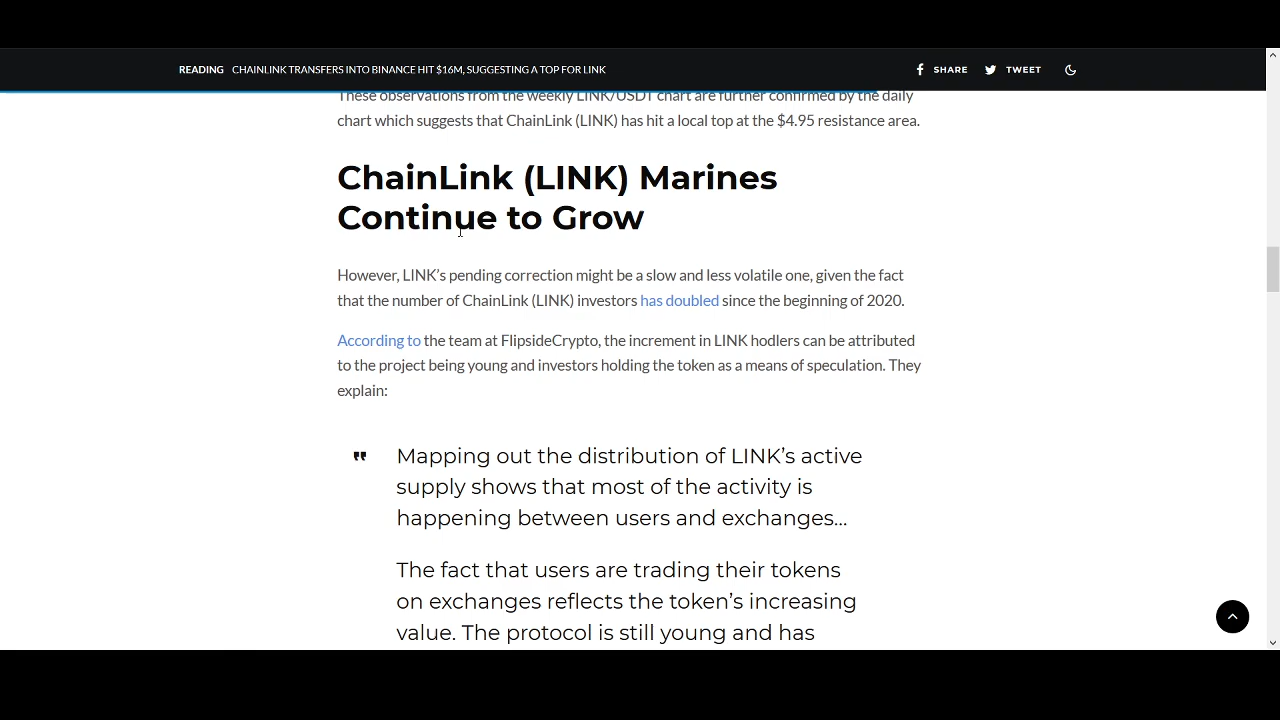 READING CHAINLINK TRANSFERS INTO BINANCE HIT $16M, SUGGESTING A TOP FOR LINK SHARE TWEET
These observations from the weekly LINK/USDT chart are further confirmed by the daily
chart which suggests that ChainLink (LINK) has hit a local top at the $4.95 resistance area.
ChainLink (LINK) Marines
Continue to Grow
However, LINK’s pending correction might be a slow and less volatile one, given the fact
that the number of ChainLink (LINK) investors has doubled since the beginning of 2020.
According to the team at FlipsideCrypto, the increment in LINK hodlers can be attributed
to the project being young and investors holding the token as a means of speculation. They
explain:
" Mapping out the distribution of LINK’s active
supply shows that most of the activity is
happening between users and exchanges…
The fact that users are trading their tokens
on exchanges reflects the token’s increasing
value. The protocol is still young and has